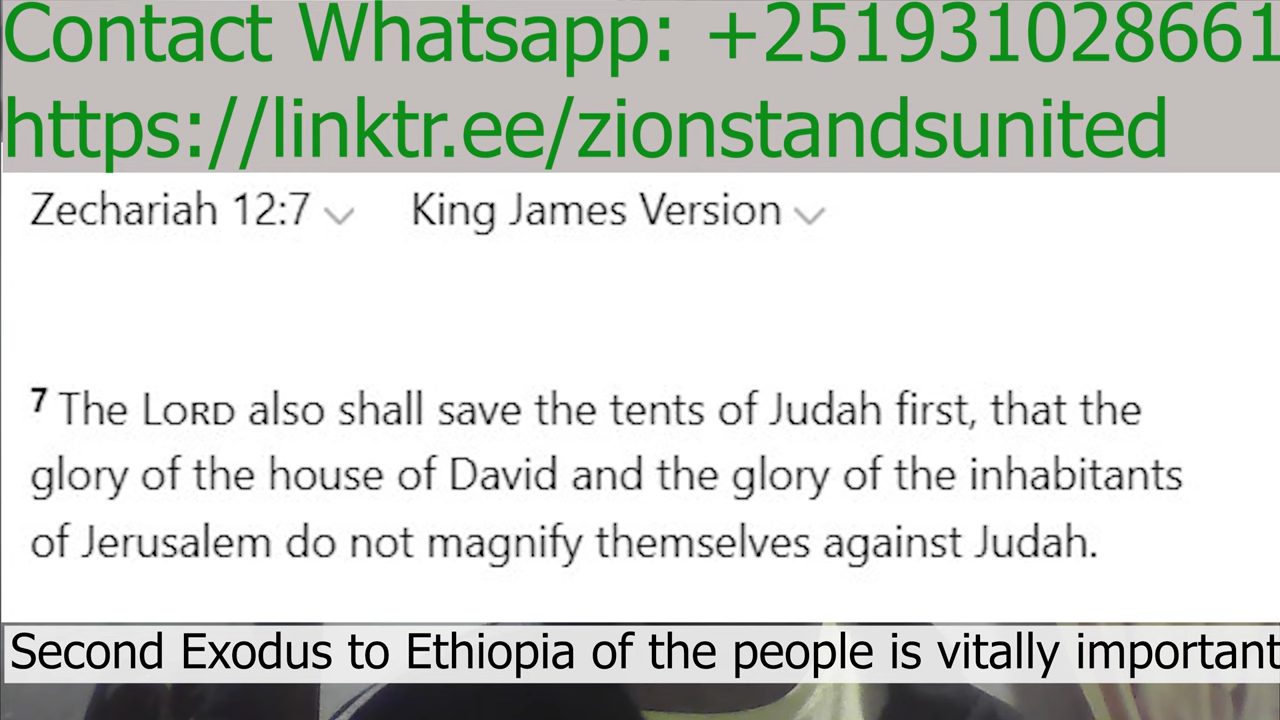 Contact Whatsapp: +251931028661
https://linktr.ee/zionstandsunited
Zechariah 12:7 King James Version
7 The LORD also shall save the tents of Judah first, that the
glory of the house of David and the glory of the inhabitants
of Jerusalem do not magnify themselves against Judah.
Second Exodus to Ethiopia of the people is vitally important